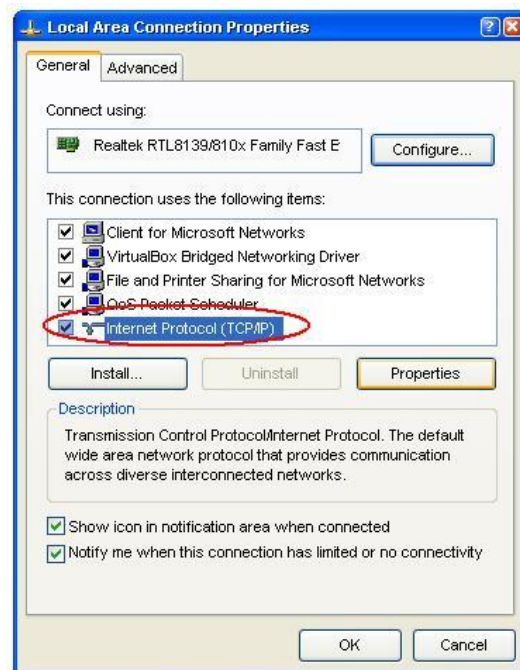 Local Area Connection Properties
General Advanced
Connect using:
Realtek RTL8139/810x Family Fast E Configure...
This connection uses the following items:
Client for Microsoft Networks
VirtualBox Bridged Networking Driver
File and Printer Sharing for Microsoft Networks
QoS Packet Scheduler
Internet Protocol (TCP/IP)
Install... Uninstall Properties
Description
Transmission Control Protocol/Internet Protocol. The default
wide area network protocol that provides communication
across diverse interconnected networks.
Show icon in notification area when connected
Notify me when this connection has limited or no connectivity
OK Cancel